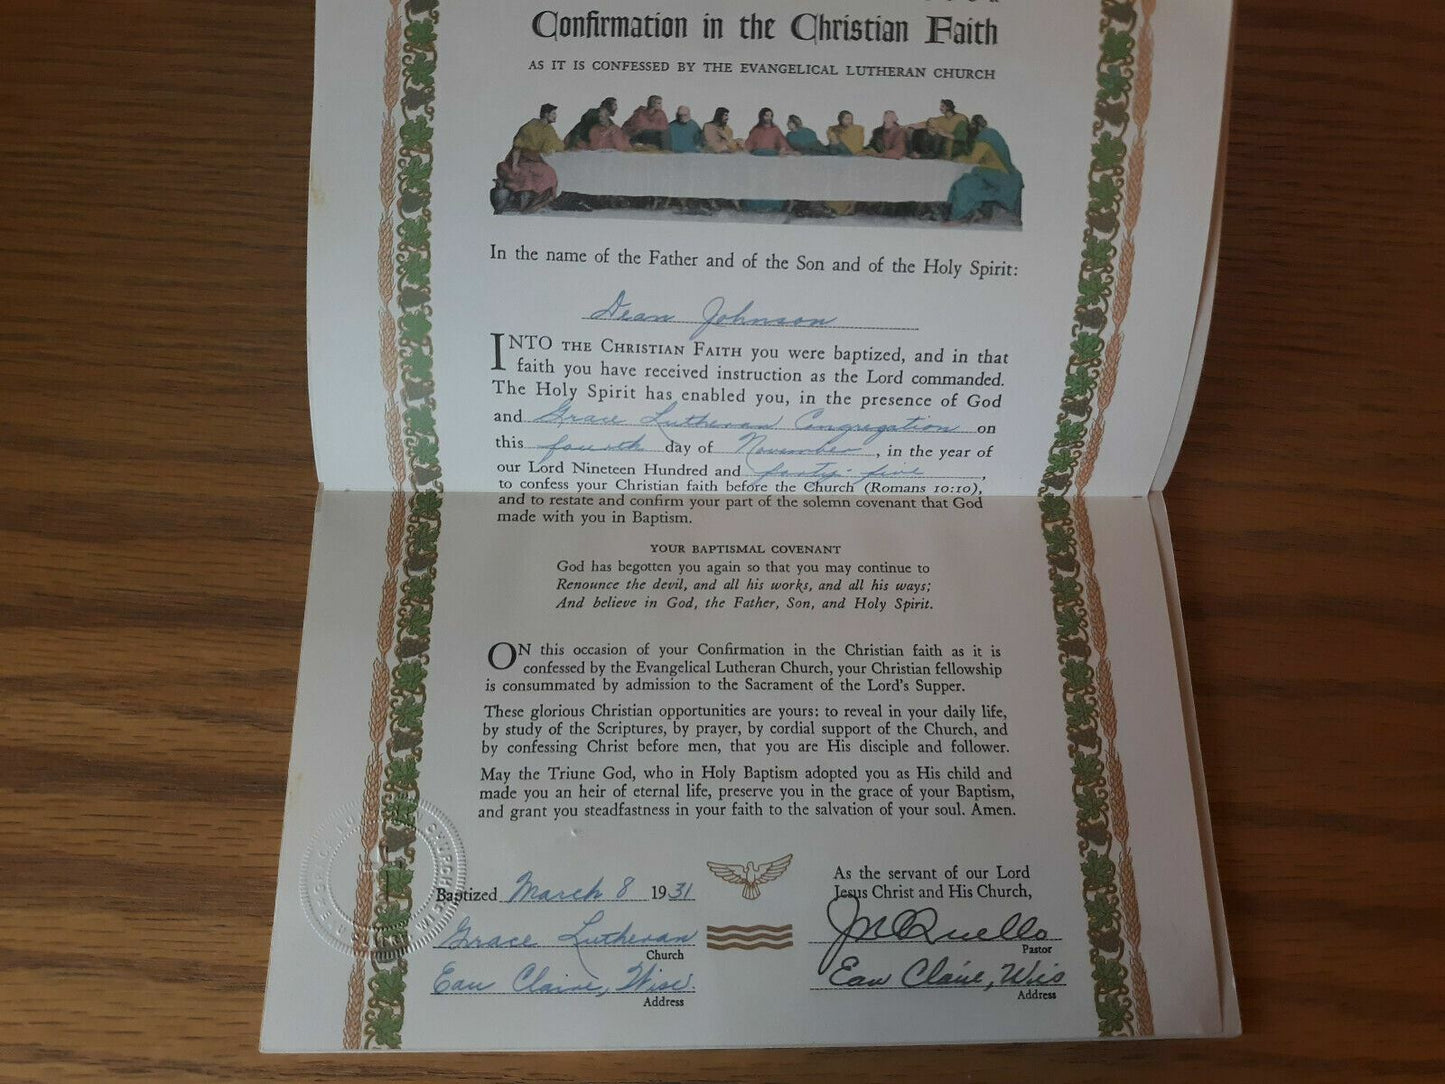 Confirmation in the Christian Faith
AS IT IS CONFESSED BY THE EVANGELICAL LUTHERAN CHURCH
In the name of the Father and of the Son and of the Holy Spirit:
Dean Johnson
INTO THE CHRISTIAN FAITH you were baptized, and in that
faith you have received instruction as the Lord commanded.
The Holy Spirit has enabled you, in the presence of God
and Grace Lutheran Congregation on
this fourth day of November, in the year of
our Lord Nineteen Hundred and forty-five,
to confess your Christian faith before the Church (Romans 10:10),
and to restate and confirm your part of the solemn covenant that God
made with you in Baptism.
YOUR BAPTISMAL COVENANT
God has begotten you again so that you may continue to
Renounce the devil, and all his works, and all his ways;
And believe in God, the Father, Son, and Holy Spirit.
ON this occasion of your Confirmation in the Christian faith as it is
confessed by the Evangelical Lutheran Church, your Christian fellowship
is consummated by admission to the Sacrament of the Lord's Supper.
These glorious Christian opportunities are yours: to reveal in your daily life,
by study of the Scriptures, by prayer, by cordial support of the Church, and
by confessing Christ before men, that you are His disciple and follower.
May the Triune God, who in Holy Baptism adopted you as His child and
made you an heir of eternal life, preserve you in the grace of your Baptism,
and grant you steadfastness in your faith to the salvation of your soul. Amen.
Baptized March 8 1931
Grace Lutheran
Church
Eau Claire, Wisc.
Address
As the servant of our Lord
Jesus Christ and His Church,
Pastor
Eau Claire, Wis
Address
CHURCH